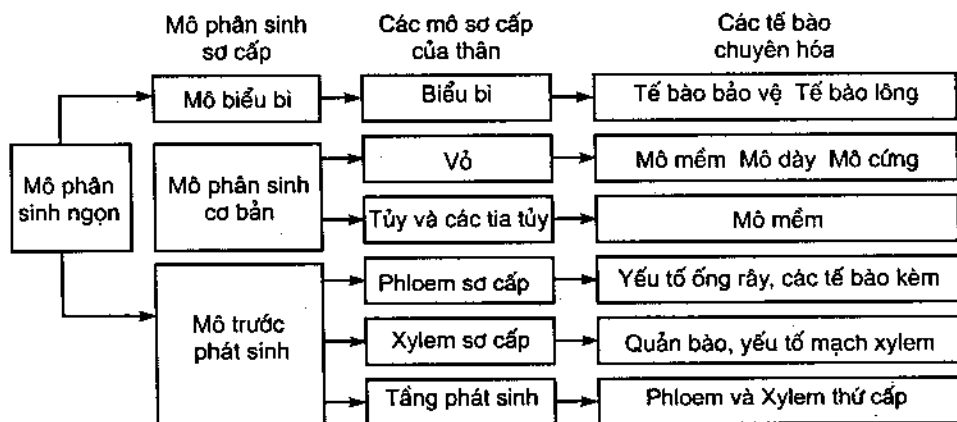 Mô phân sinh
sơ cấp
Các mô sơ cấp
của thân
Các tế bào
chuyên hóa
Mô phân
sinh ngọn
Mô biểu bì
Biểu bì
Tế bào bảo vệ Tế bào lông
Mô phân sinh
cơ bản
Vỏ
Mô mềm Mô dày Mô cứng
Tủy và các tia tủy
Mô mềm
Mô trước
phát sinh
Phloem sơ cấp
Yếu tố ống rây, các tế bào kèm
Xylem sơ cấp
Quản bào, yếu tố mạch xylem
Tầng phát sinh
Phloem và Xylem thứ cấp